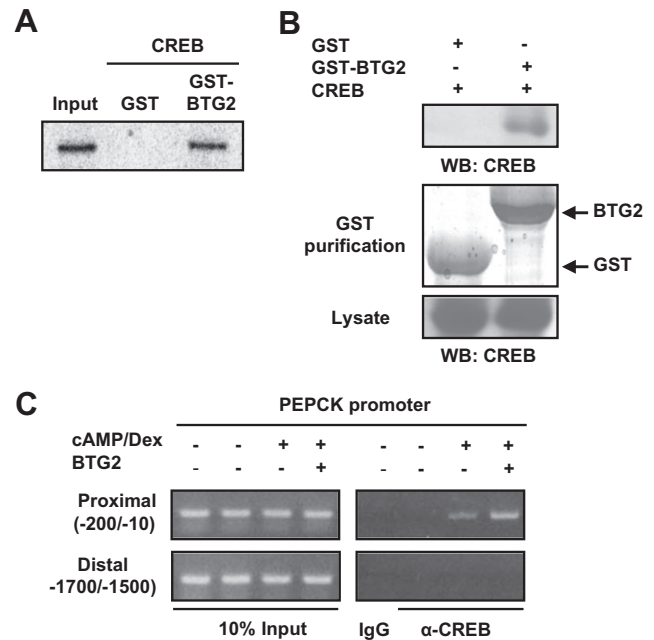 A
CREB
Input GST GST-
BTG2
B
GST + -
GST-BTG2 - +
CREB + +
WB: CREB
GST
purification
BTG2
GST
Lysate
WB: CREB
C
PEPCK promoter
cAMP/Dex - - + + - - + +
BTG2 - - - + - - - +
Proximal
(-200/-10)
Distal
-1700/-1500)
10% Input IgG α-CREB